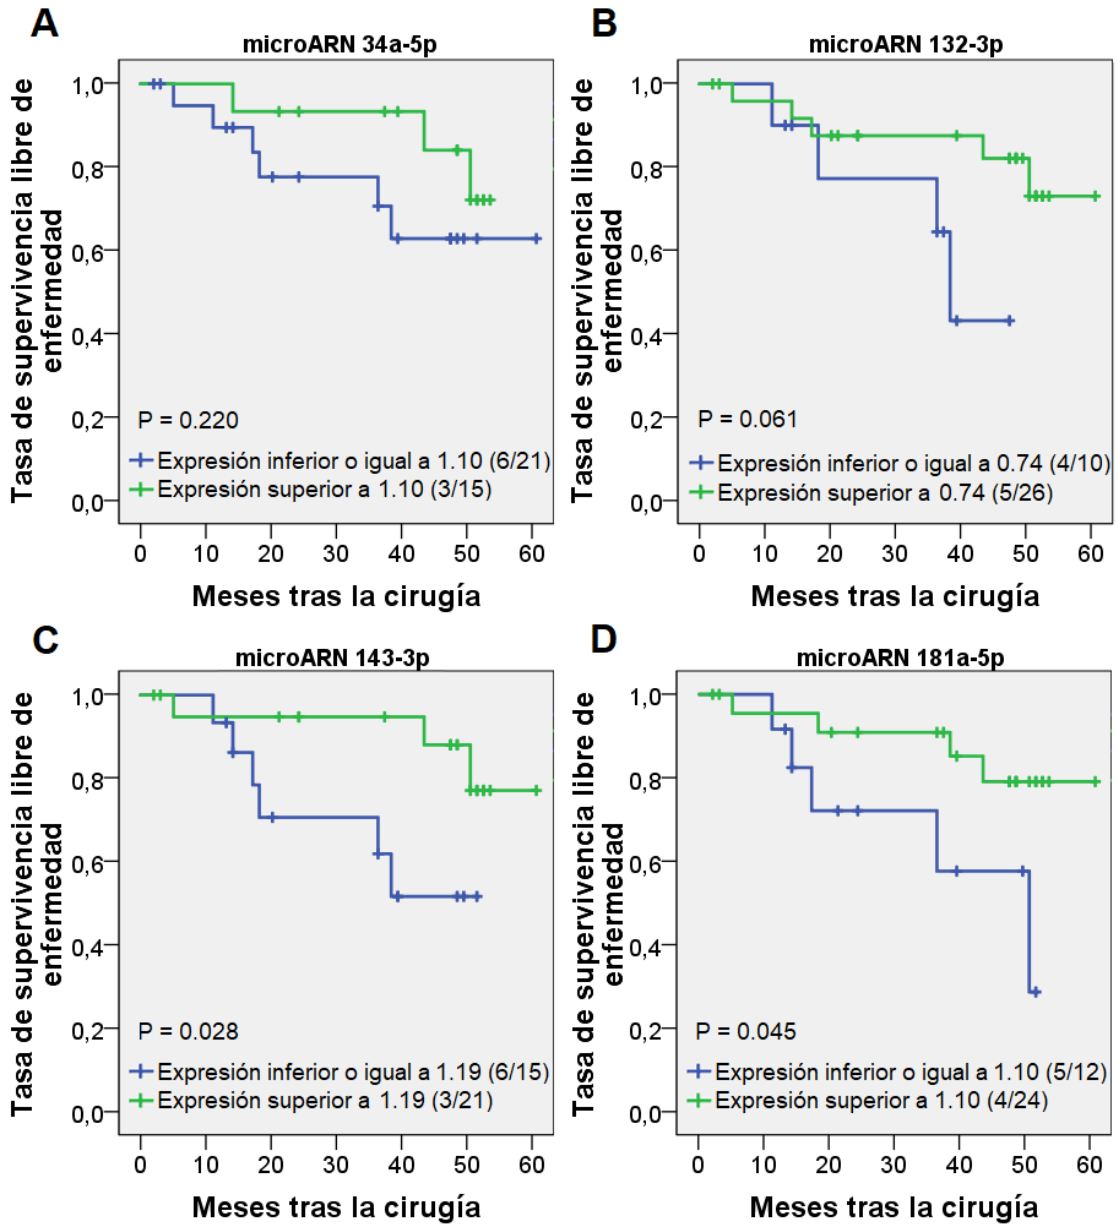 A
microARN 34a-5p
Tasa de supervivencia libre de
enfermedad
1,0
0,8
0,6
0,4
0,2
0,0
P = 0.220
Expresión inferior o igual a 1.10 (6/21)
Expresión superior a 1.10 (3/15)
0 10 20 30 40 50 60
Meses tras la cirugía
B
microARN 132-3p
Tasa de supervivencia libre de
enfermedad
1,0
0,8
0,6
0,4
0,2
0,0
P = 0.061
Expresión inferior o igual a 0.74 (4/10)
Expresión superior a 0.74 (5/26)
0 10 20 30 40 50 60
Meses tras la cirugía
C
microARN 143-3p
Tasa de supervivencia libre de
enfermedad
1,0
0,8
0,6
0,4
0,2
0,0
P = 0.028
Expresión inferior o igual a 1.19 (6/15)
Expresión superior a 1.19 (3/21)
0 10 20 30 40 50 60
Meses tras la cirugía
D
microARN 181a-5p
Tasa de supervivencia libre de
enfermedad
1,0
0,8
0,6
0,4
0,2
0,0
P = 0.045
Expresión inferior o igual a 1.10 (5/12)
Expresión superior a 1.10 (4/24)
0 10 20 30 40 50 60
Meses tras la cirugía